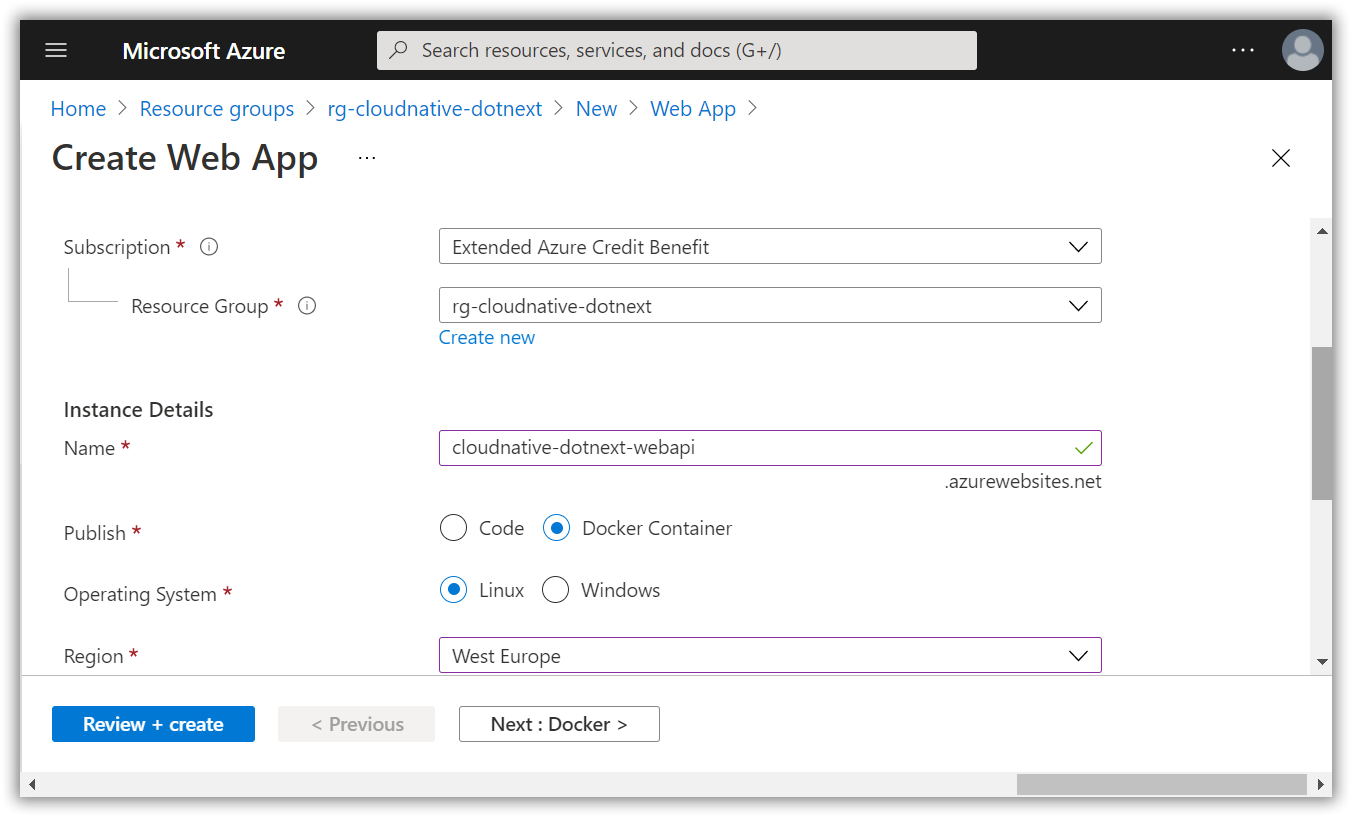 Microsoft Azure
Search resources, services, and docs (G+/)
...
Home > Resource groups > rg-cloudnative-dotnext > New > Web App >
Create Web App ...
Subscription *
Extended Azure Credit Benefit
Resource Group *
rg-cloudnative-dotnext
Create new
Instance Details
Name *
cloudnative-dotnext-webapi
.azurewebsites.net
Publish *
Code
Docker Container
Operating System *
Linux
Windows
Region *
West Europe
Review + create
< Previous
Next : Docker >